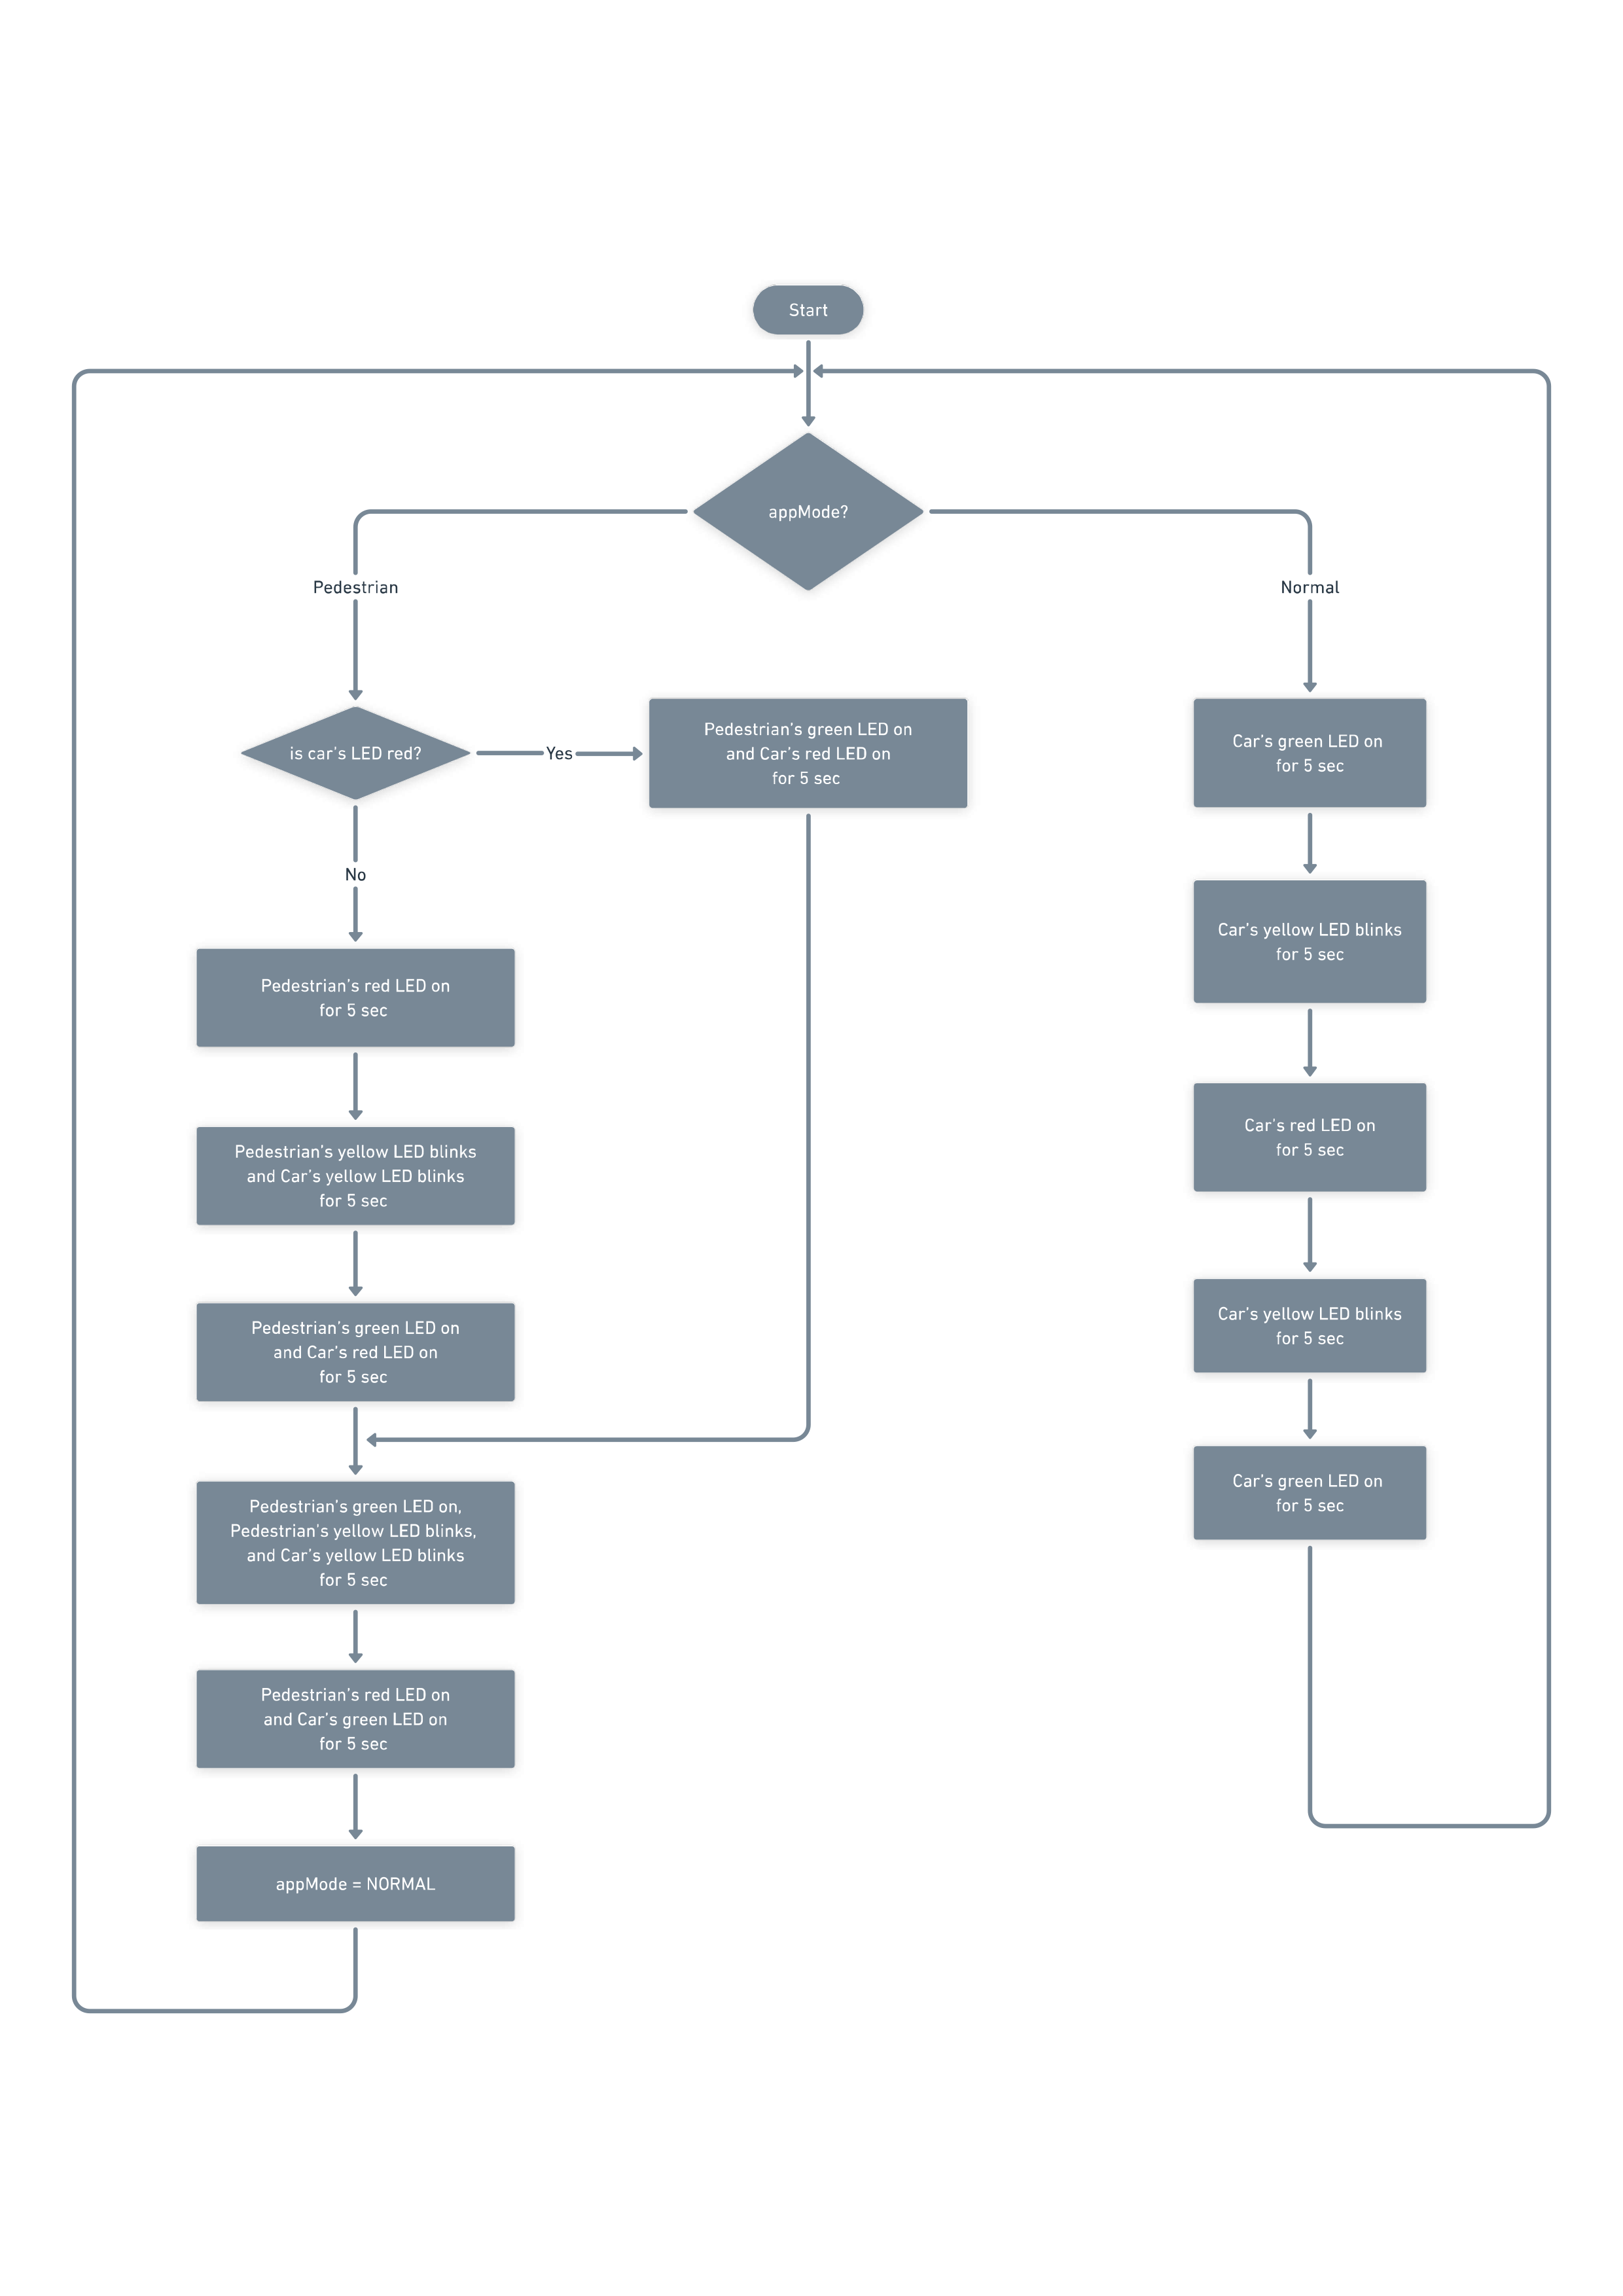 Start
appMode?
Pedestrian
Normal
is car's LED red?
Yes
Pedestrian's green LED on
and Car's red LED on
for 5 sec
Car's green LED on
for 5 sec
No
Car's yellow LED blinks
for 5 sec
Pedestrian's red LED on
for 5 sec
Car's red LED on
for 5 sec
Pedestrian's yellow LED blinks
and Car's yellow LED blinks
for 5 sec
Car's yellow LED blinks
for 5 sec
Pedestrian's green LED on
and Car's red LED on
for 5 sec
Car's green LED on
for 5 sec
Pedestrian's green LED on,
Pedestrian's yellow LED blinks,
and Car's yellow LED blinks
for 5 sec
Pedestrian's red LED on
and Car's green LED on
for 5 sec
appMode = NORMAL